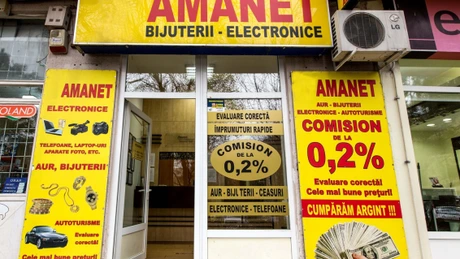 AMANET
BIJUTERII - ELECTRONICE
LG
OLAND
AMANET
ELECTRONICE
TELEFOANE, LAPTOP-URI
APARATE FOTO, ETC.
AUR, BIJUTERII
AUTOTURISME
Evaluare
corectă!
Cele mai bune prețuri!
EVALUARE CORECTĂ
ÎMPRUMUTURI RAPIDE
COMISION
DE LA
0,2%
AUR - BIJUTERII - CEASURI
ELECTRONICE - TELEFOANE
AMANET
AUR - BIJUTERII
ELECTRONICE - AUTOTURISME
COMISION
DE LA
0,2%
Evaluare corectă!
Cele mai bune prețuri!
CUMPĂRĂM ARGINT !!!